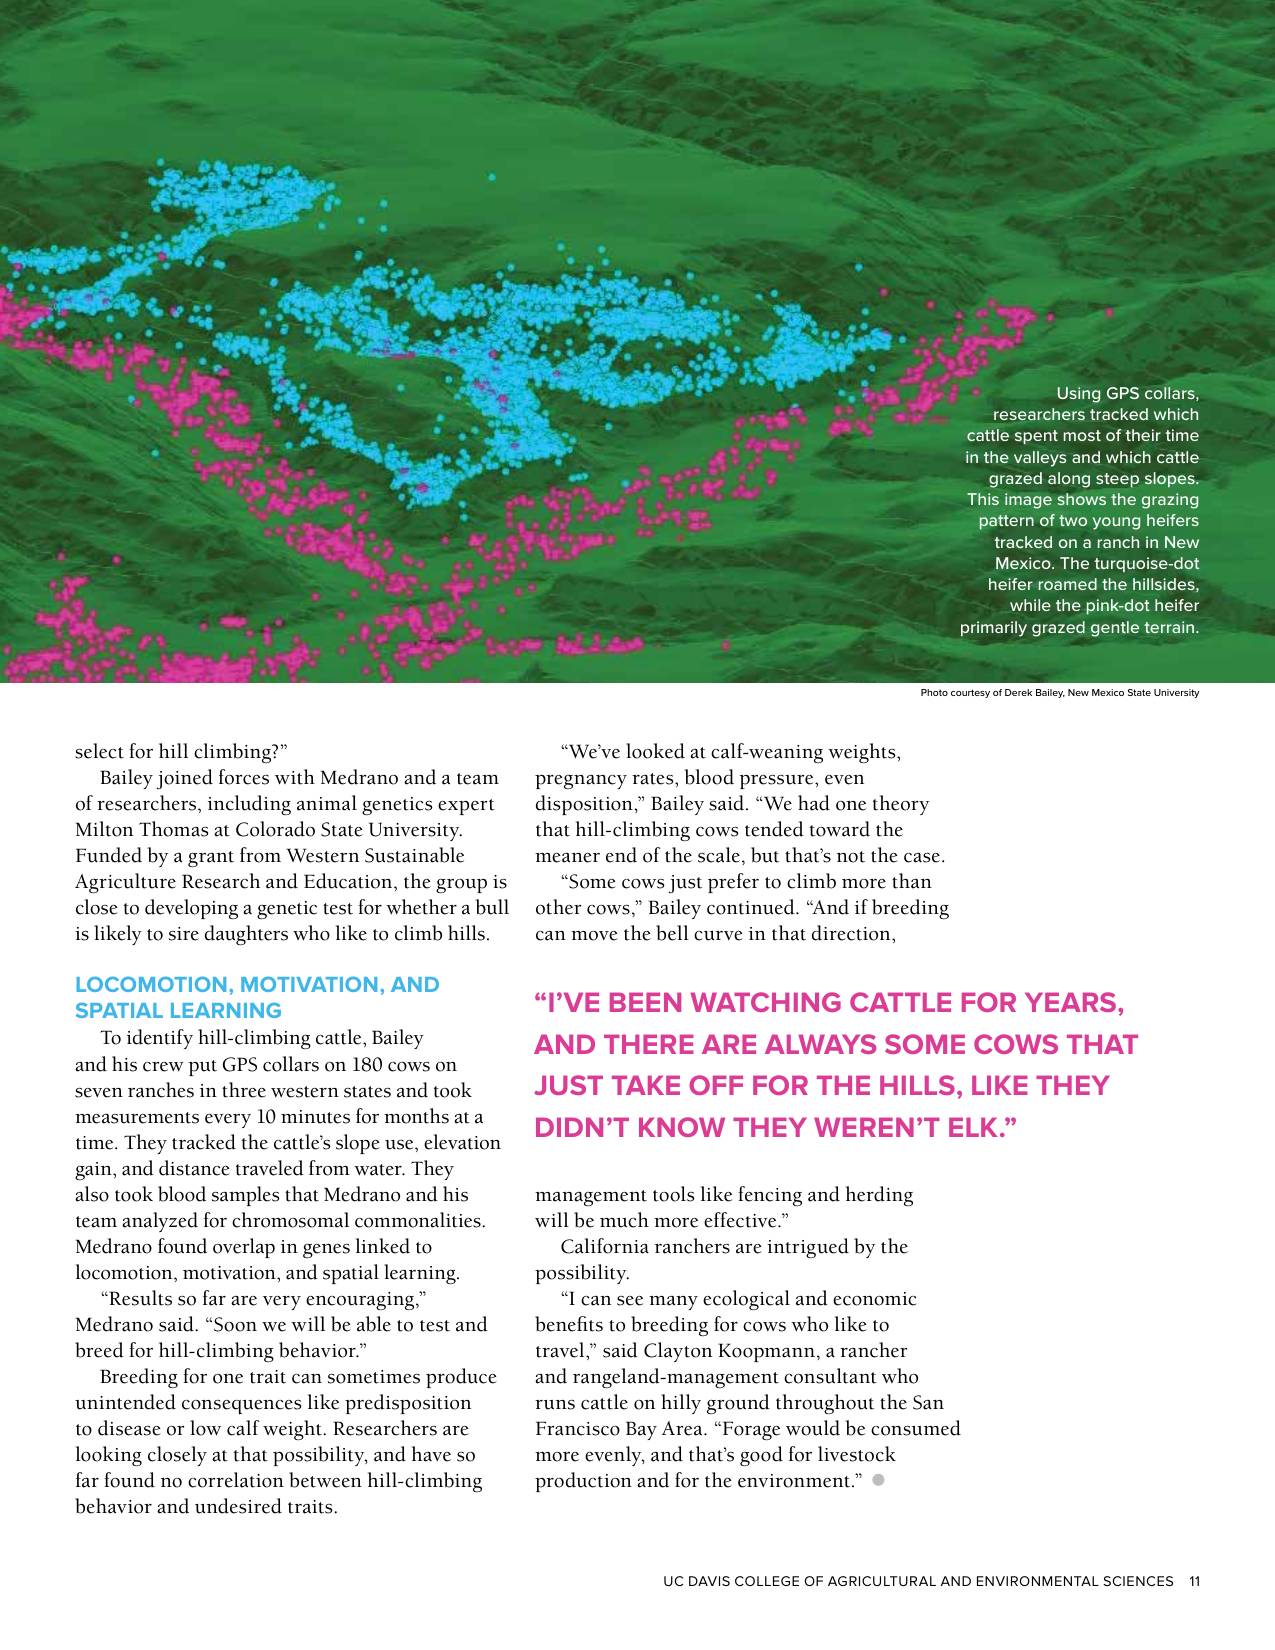 Using GPS collars,
researchers tracked which
cattle spent most of their time
in the valleys and which cattle
grazed along steep slopes.
This image shows the grazing
pattern of two young heifers
tracked on a ranch in New
Mexico. The turquoise-dot
heifer roamed the hillsides,
while the pink-dot heifer
primarily grazed gentle terrain.
Photo courtesy of Derek Bailey, New Mexico State University
select for hill climbing?”
Bailey joined forces with Medrano and a team
of researchers, including animal genetics expert
Milton Thomas at Colorado State University.
Funded by a grant from Western Sustainable
Agriculture Research and Education, the group is
close to developing a genetic test for whether a bull
is likely to sire daughters who like to climb hills.
LOCOMOTION, MOTIVATION, AND
SPATIAL LEARNING
To identify hill-climbing cattle, Bailey
and his crew put GPS collars on 180 cows on
seven ranches in three western states and took
measurements every 10 minutes for months at a
time. They tracked the cattle’s slope use, elevation
gain, and distance traveled from water. They
also took blood samples that Medrano and his
team analyzed for chromosomal commonalities.
Medrano found overlap in genes linked to
locomotion, motivation, and spatial learning.
“Results so far are very encouraging,”
Medrano said. “Soon we will be able to test and
breed for hill-climbing behavior.”
Breeding for one trait can sometimes produce
unintended consequences like predisposition
to disease or low calf weight. Researchers are
looking closely at that possibility, and have so
far found no correlation between hill-climbing
behavior and undesired traits.
“We’ve looked at calf-weaning weights,
pregnancy rates, blood pressure, even
disposition,” Bailey said. “We had one theory
that hill-climbing cows tended toward the
meaner end of the scale, but that’s not the case.
“Some cows just prefer to climb more than
other cows,” Bailey continued. “And if breeding
can move the bell curve in that direction,
“I’VE BEEN WATCHING CATTLE FOR YEARS,
AND THERE ARE ALWAYS SOME COWS THAT
JUST TAKE OFF FOR THE HILLS, LIKE THEY
DIDN’T KNOW THEY WEREN’T ELK.”
management tools like fencing and herding
will be much more effective.”
California ranchers are intrigued by the
possibility.
“I can see many ecological and economic
benefits to breeding for cows who like to
travel,” said Clayton Koopmann, a rancher
and rangeland-management consultant who
runs cattle on hilly ground throughout the San
Francisco Bay Area. “Forage would be consumed
more evenly, and that’s good for livestock
production and for the environment.”
UC DAVIS COLLEGE OF AGRICULTURAL AND ENVIRONMENTAL SCIENCES 11